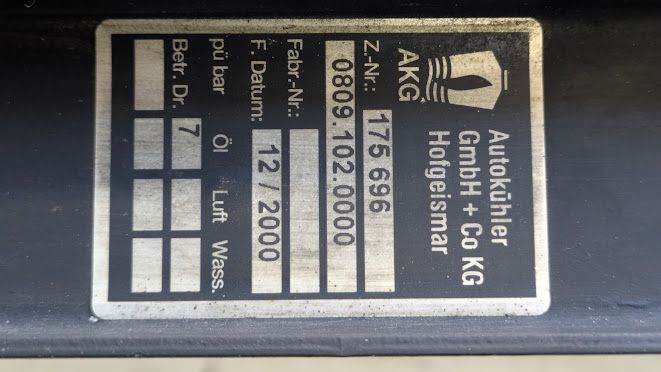 AKG
Autokühler
GmbH + Co KG
Hofgeismar
Z.-Nr.: 175 696
0809.102.0000
Fabr.-Nr.:
F. Datum: 12 / 2000
pü bar Öl Luft Wass.
Betr. Dr. 7